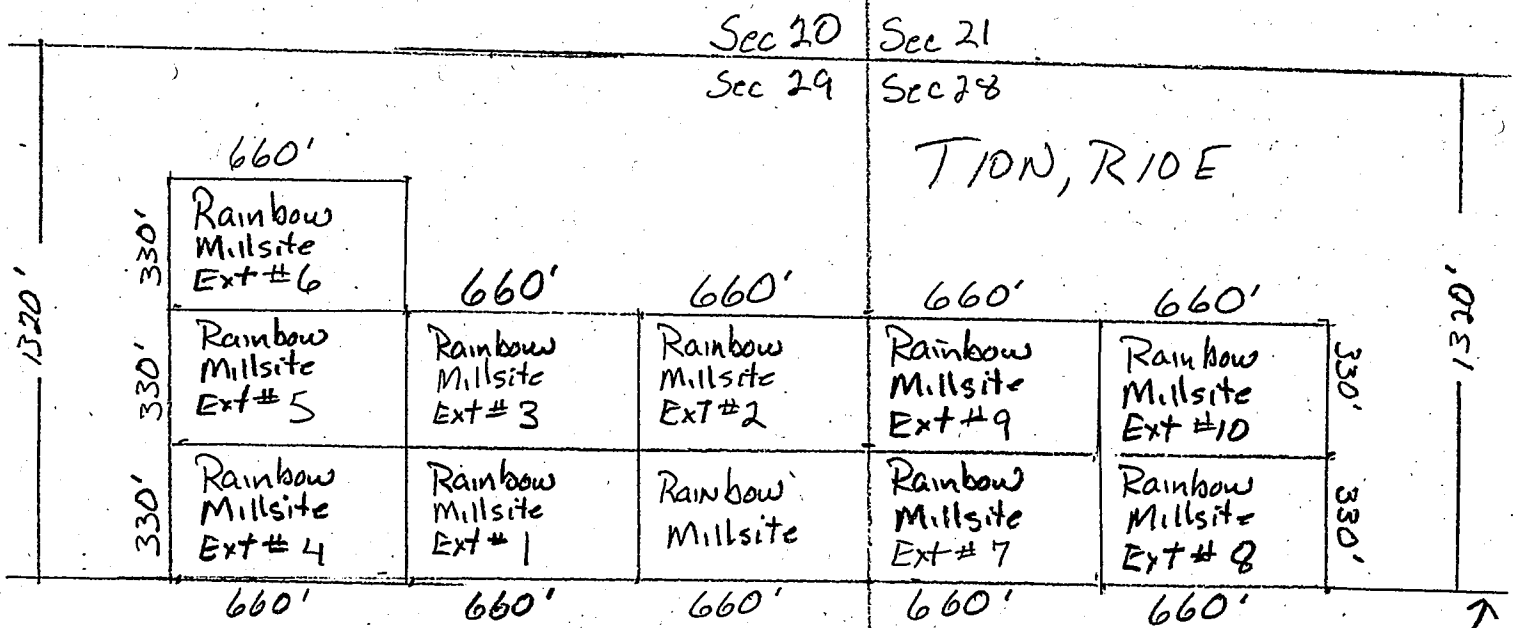 Sec 20 Sec 21
Sec 29 Sec 28
T10N, R10E
660'
1320'
1320'
330'
Rainbow
Millsite
Ext #6
660'
660'
660'
660'
330'
Rainbow
Millsite
Ext #5
Rainbow
Millsite
Ext #3
Rainbow
Millsite
ExT #2
Rainbow
Millsite
Ext #9
Rainbow
Millsite
Ext #10
330'
330'
Rainbow
Millsite
Ext #4
Rainbow
Millsite
Ext #1
Rainbow
Millsite
Rainbow
Millsite
Ext #7
Rainbow
Millsite
Ext #8
330'
660'
660'
660'
660'
660'